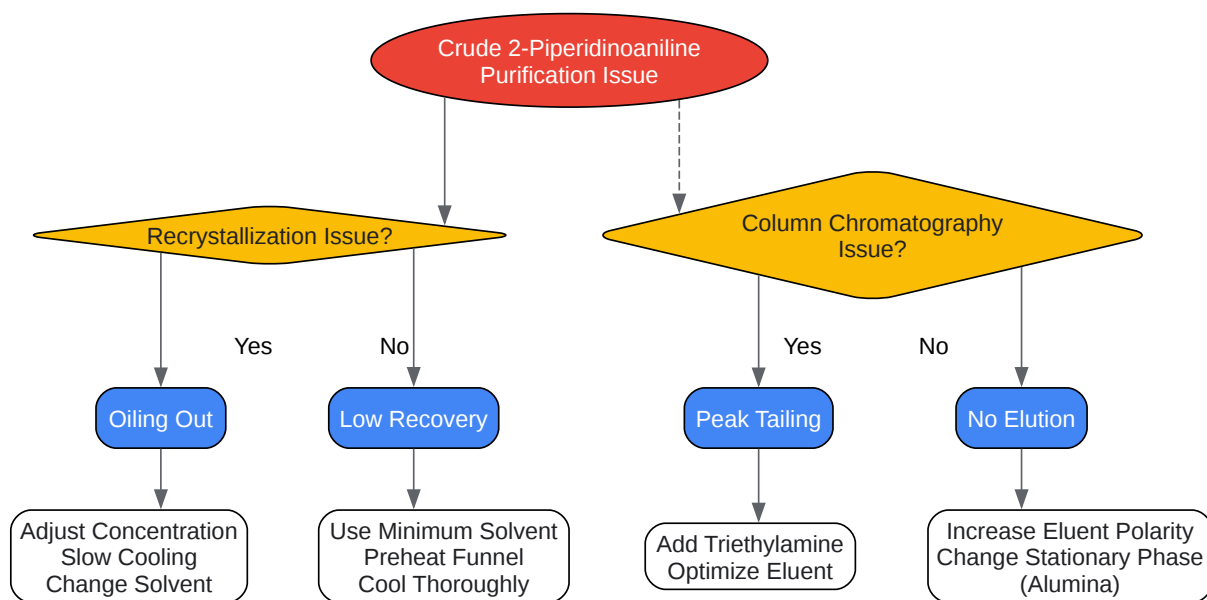 Crude 2-Piperidinoaniline
Purification Issue
Recrystallization Issue?
Column Chromatography
Issue?
Yes
No
Yes
No
Oiling Out
Low Recovery
Peak Tailing
No Elution
Adjust Concentration
Slow Cooling
Change Solvent
Use Minimum Solvent
Preheat Funnel
Cool Thoroughly
Add Triethylamine
Optimize Eluent
Increase Eluent Polarity
Change Stationary Phase
(Alumina)